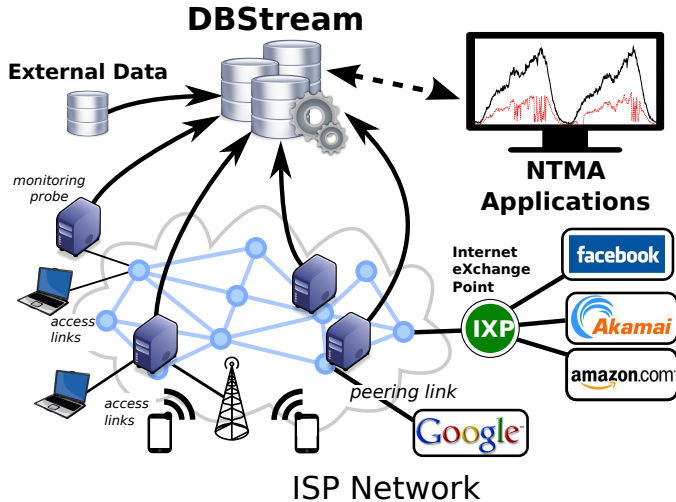 DBStream
External Data
NTMA
Applications
monitoring
probe
Internet
eXchange
Point
facebook
access
links
IXP
Akamai
amazon.com
access
links
peering link
Google
ISP Network